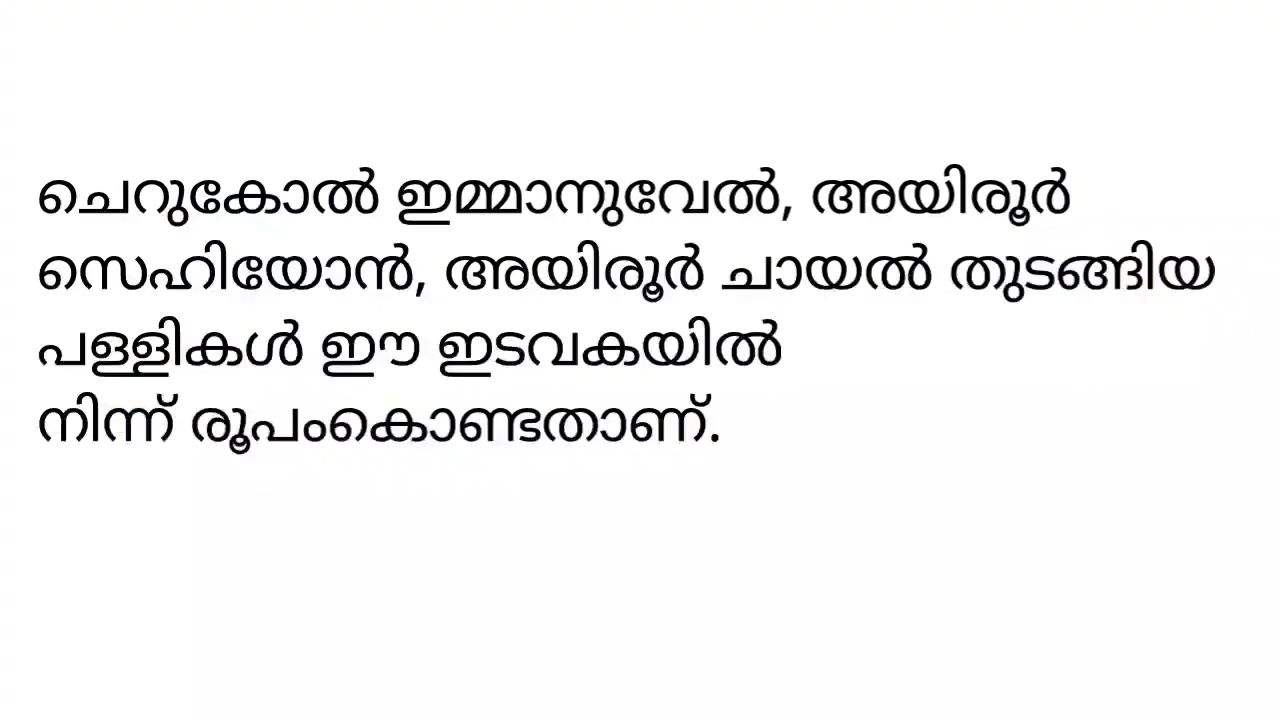 ചെറുകോൽ ഇമ്മാനുവേൽ, അയിരൂർ
സെഹിയോൻ, അയിരൂർ ചായൽ തുടങ്ങിയ
പള്ളികൾ ഈ ഇടവകയിൽ
നിന്ന് രൂപംകൊണ്ടതാണ്.